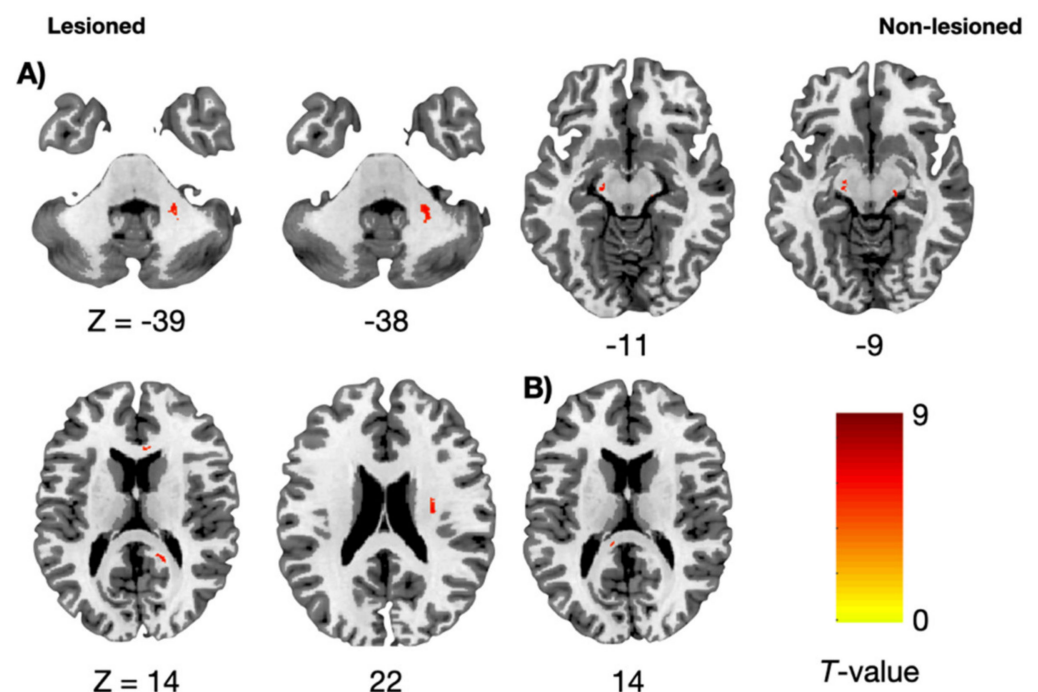 Lesioned
Non-lesioned
A)
Z = -39
-38
-11
-9
B)
9
0
Z = 14
22
14
T-value